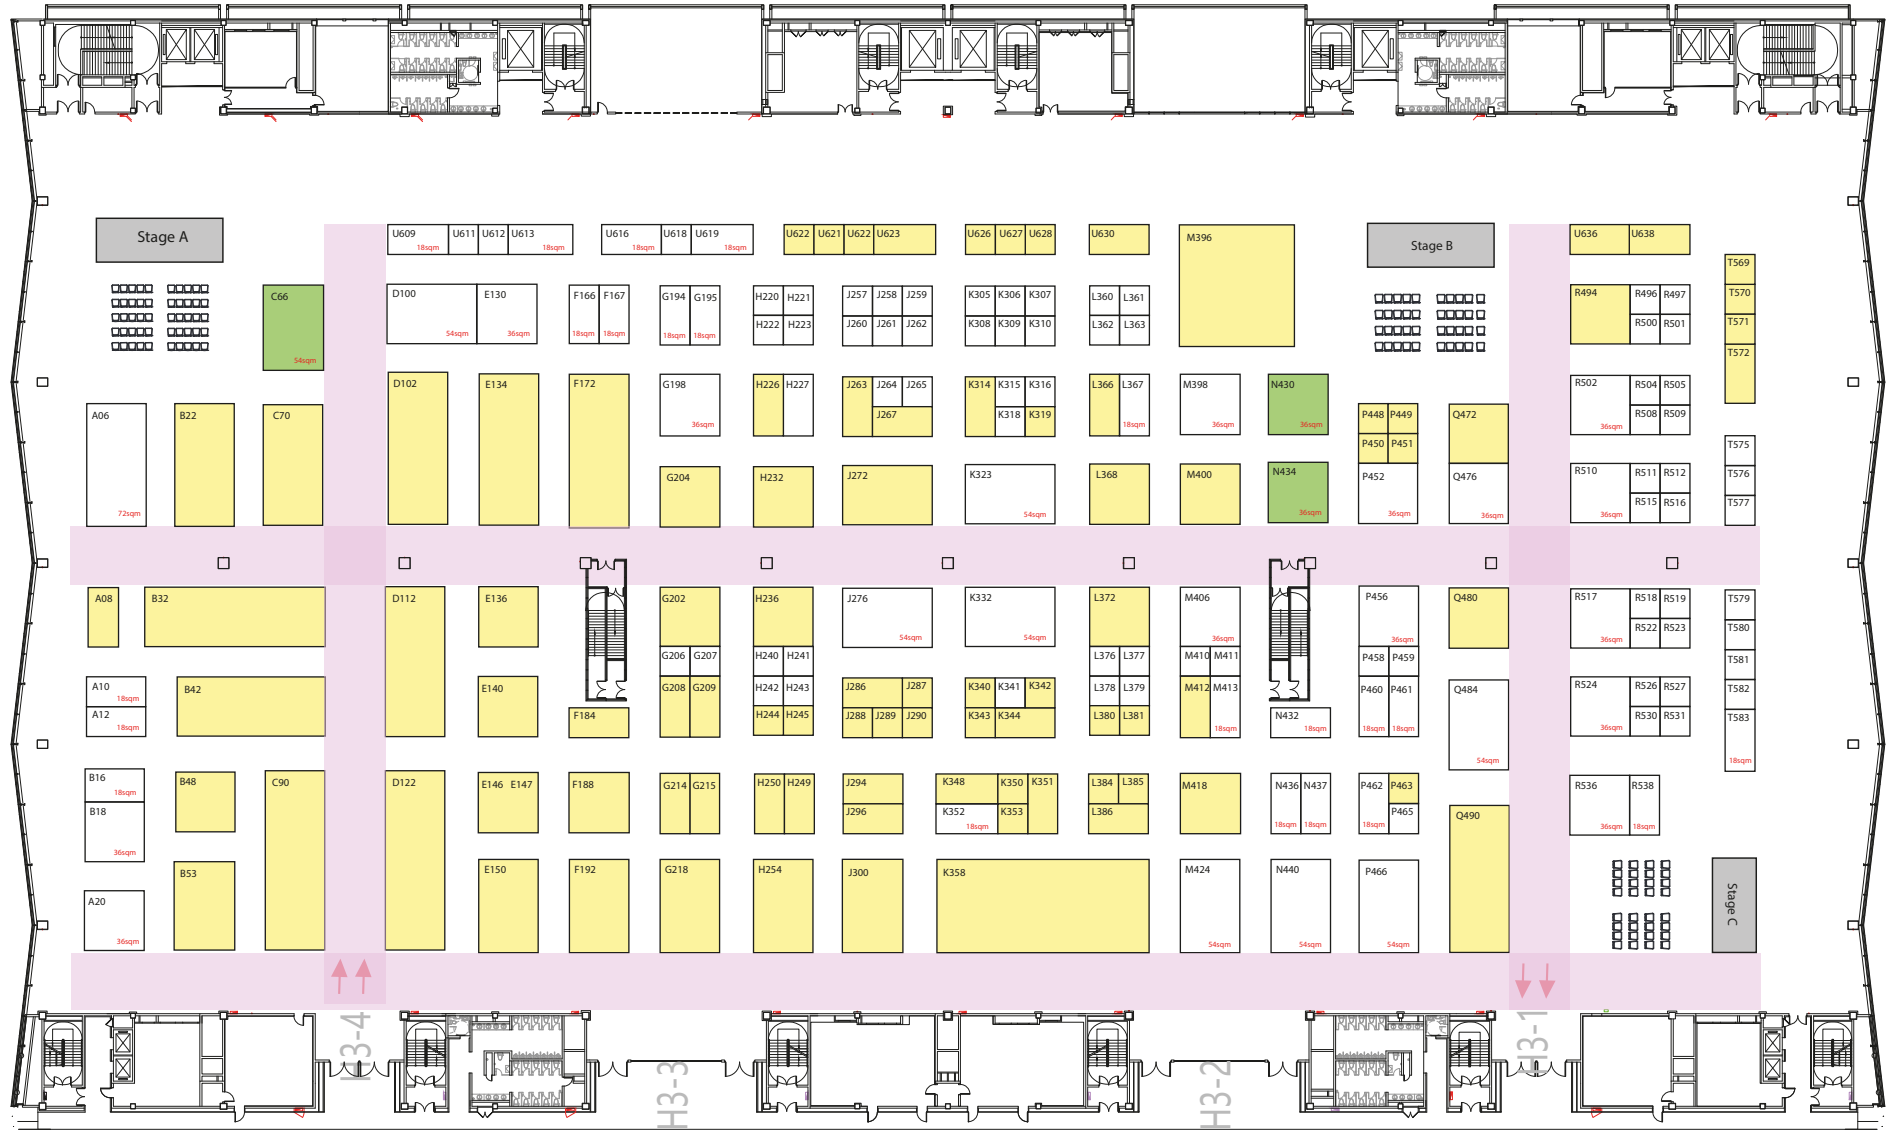 Stage A
U609
18sqm
U611
U612
U613
18sqm
U616
18sqm
U618
U619
18sqm
U622
U621
U622
U623
U626
U627
U628
U630
M396
Stage B
U636
U638
T569
T570
T571
T572
C66
54sqm
D100
54sqm
E130
36sqm
F166
18sqm
F167
18sqm
G194
18sqm
G195
18sqm
H220
H221
H222
H223
J257
J258
J259
J260
J261
J262
K305
K306
K307
K308
K309
K310
L360
L361
L362
L363
R494
R496
R497
R500
R501
A06
72sqm
B22
C70
D102
E134
F172
G198
36sqm
H226
H227
J263
J264
J265
J267
K314
K315
K316
K318
K319
L366
L367
18sqm
M398
36sqm
N430
36sqm
P448
P449
P450
P451
Q472
R502
36sqm
R504
R505
R508
R509
T575
T576
T577
G204
H232
J272
K323
54sqm
L368
M400
N434
36sqm
P452
36sqm
Q476
36sqm
R510
36sqm
R511
R512
R515
R516
A08
B32
D112
E136
G202
H236
J276
54sqm
K332
54sqm
L372
M406
36sqm
P456
36sqm
Q480
R517
36sqm
R518
R519
R522
R523
T579
T580
T581
T582
T583
18sqm
G206
G207
H240
H241
L376
L377
M410
M411
P458
P459
A10
18sqm
A12
18sqm
B42
E140
F184
G208
G209
H242
H243
H244
H245
J286
J287
J288
J289
J290
K340
K341
K342
K343
K344
L378
L379
L380
L381
M412
M413
18sqm
N432
18sqm
P460
18sqm
P461
18sqm
Q484
54sqm
R524
36sqm
R526
R527
R530
R531
B16
18sqm
B18
36sqm
B48
C90
D122
E146
E147
F188
G214
G215
H250
H249
J294
J296
K348
K350
K351
K352
18sqm
K353
L384
L385
L386
M418
N436
18sqm
N437
18sqm
P462
18sqm
P463
P465
Q490
R536
36sqm
R538
18sqm
A20
36sqm
B53
E150
F192
G218
H254
J300
K358
M424
54sqm
N440
54sqm
P466
54sqm
Stage C
H3-4
H3-3
H3-2
H3-1